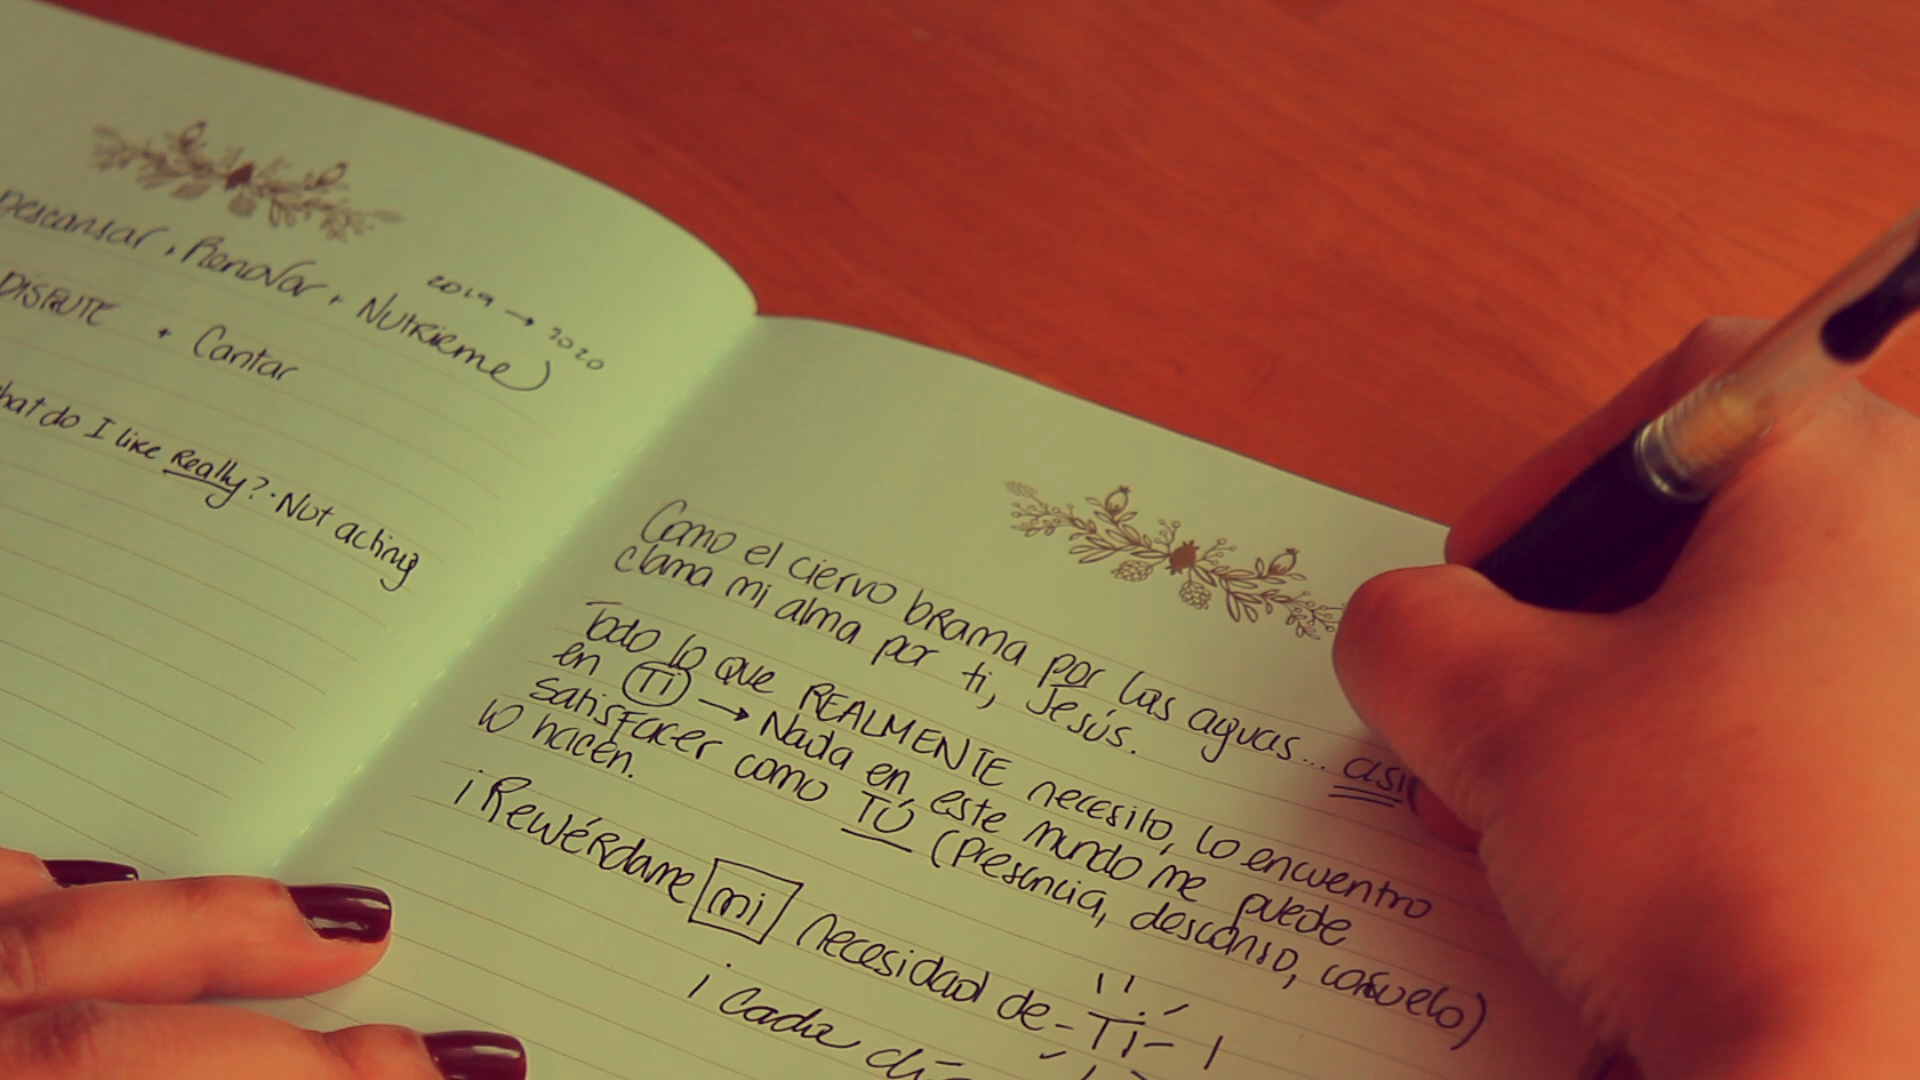 Descansar + Renovar + Nutrirme)
2019 → 2020
DISFRUTE + Cantar
hat do I like Really? · Not acting
Como el ciervo brama por las aguas... así
clama mi alma por ti, Jesús.
Todo lo que REALMENTE necesito, lo encuentro
en Ti → Nada en este mundo me puede
satisfacer como TÚ (presencia, descanso, consuelo)
lo hacen.
¡Recuérdame mi necesidad de - Ti - !
¡Cada día